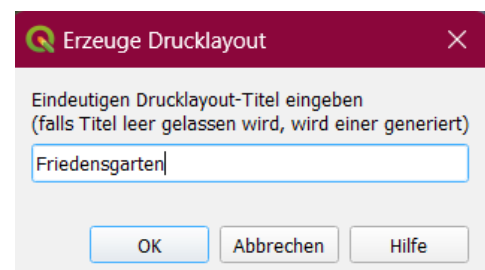 Erzeuge Drucklayout
Eindeutigen Drucklayout-Titel eingeben
(falls Titel leer gelassen wird, wird einer generiert)
Friedensgarten
OK Abbrechen Hilfe